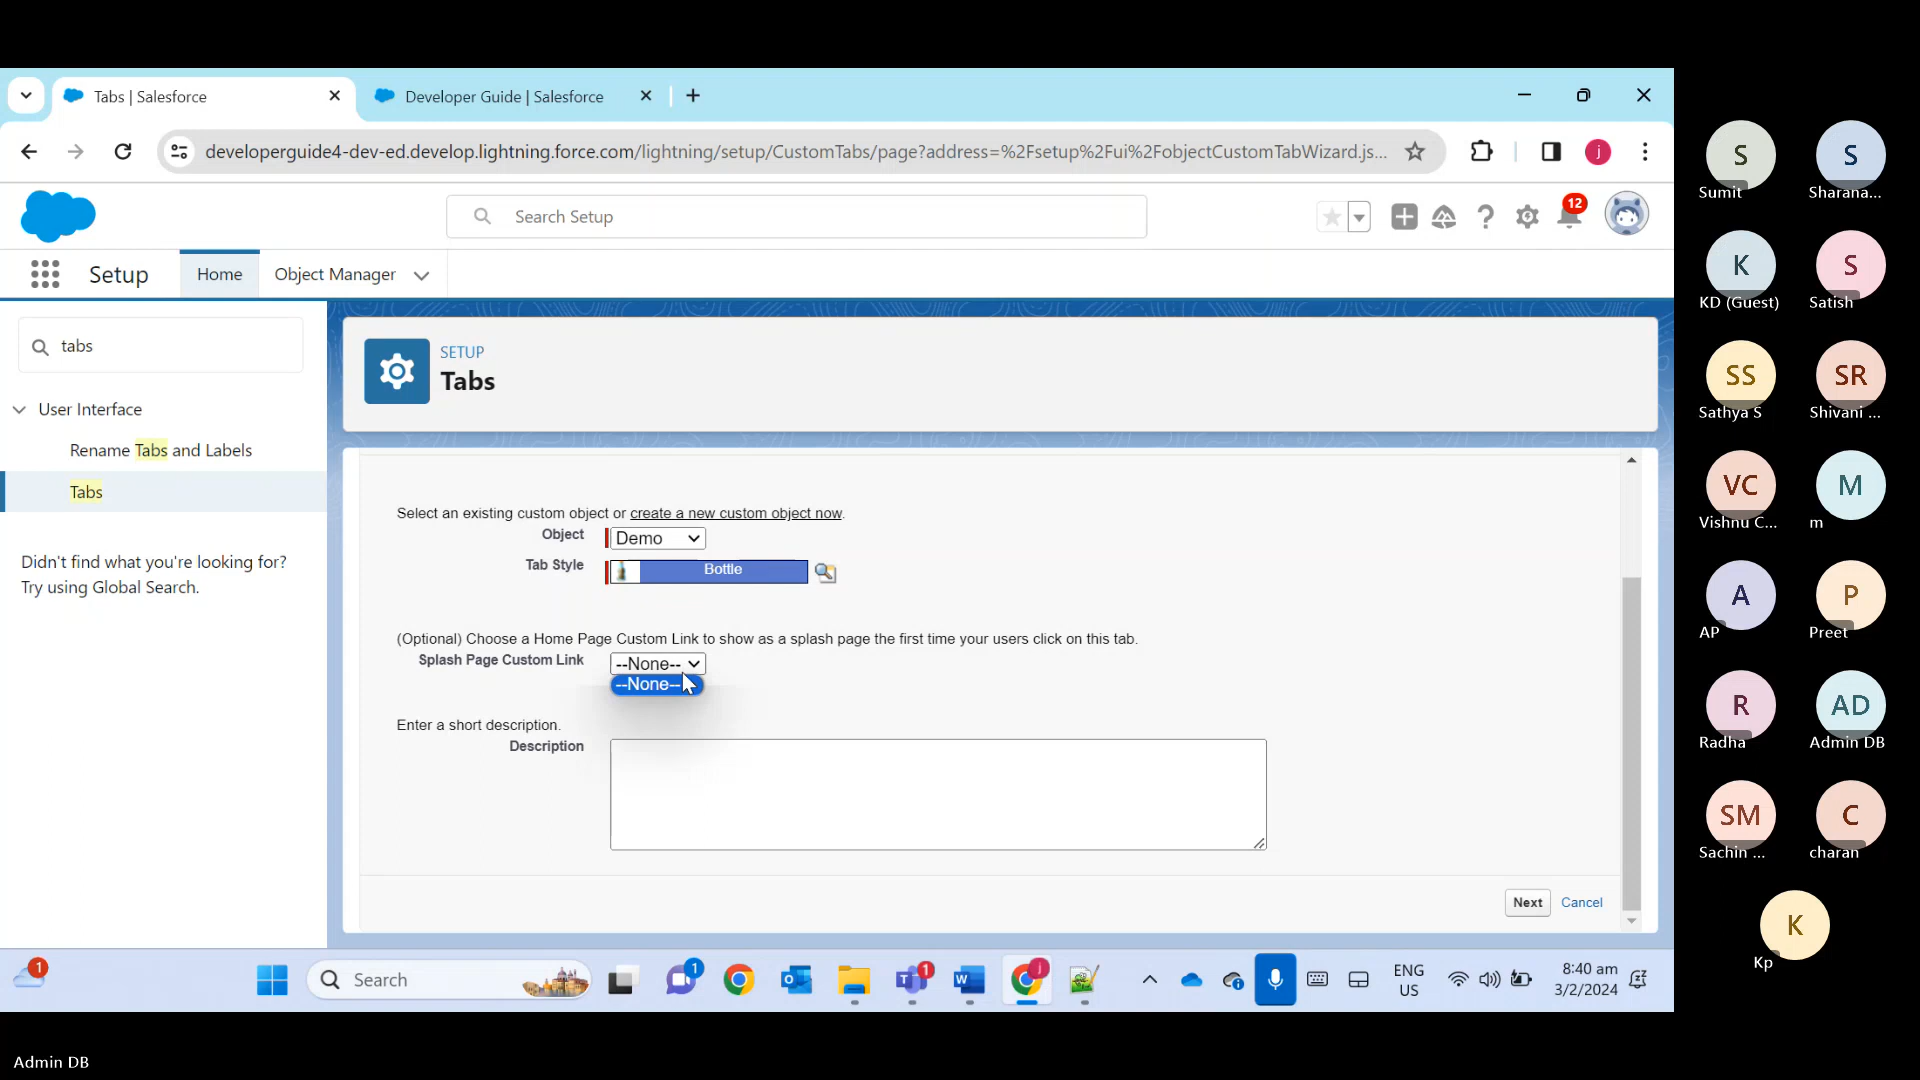 Tabs | Salesforce
Developer Guide | Salesforce
developerguide4-dev-ed.develop.lightning.force.com/lightning/setup/CustomTabs/page?address=%2Fsetup%2Fui%2FobjectCustomTabWizard.js...
j
Search Setup
12
Setup
Home
Object Manager
tabs
User Interface
Rename Tabs and Labels
Tabs
Didn't find what you're looking for?
Try using Global Search.
SETUP
Tabs
Select an existing custom object or create a new custom object now.
Object
Demo
Tab Style
Bottle
(Optional) Choose a Home Page Custom Link to show as a splash page the first time your users click on this tab.
Splash Page Custom Link
--None--
--None--
Enter a short description.
Description
Next
Cancel
1
Search
1
1
j
ENG
US
8:40 am
3/2/2024
S
Sumit
S
Sharana...
K
KD (Guest)
S
Satish
SS
Sathya S
SR
Shivani ...
VC
Vishnu C...
M
m
A
AP
P
Preet
R
Radha
AD
Admin DB
SM
Sachin ...
C
charan
K
Kp
Admin DB